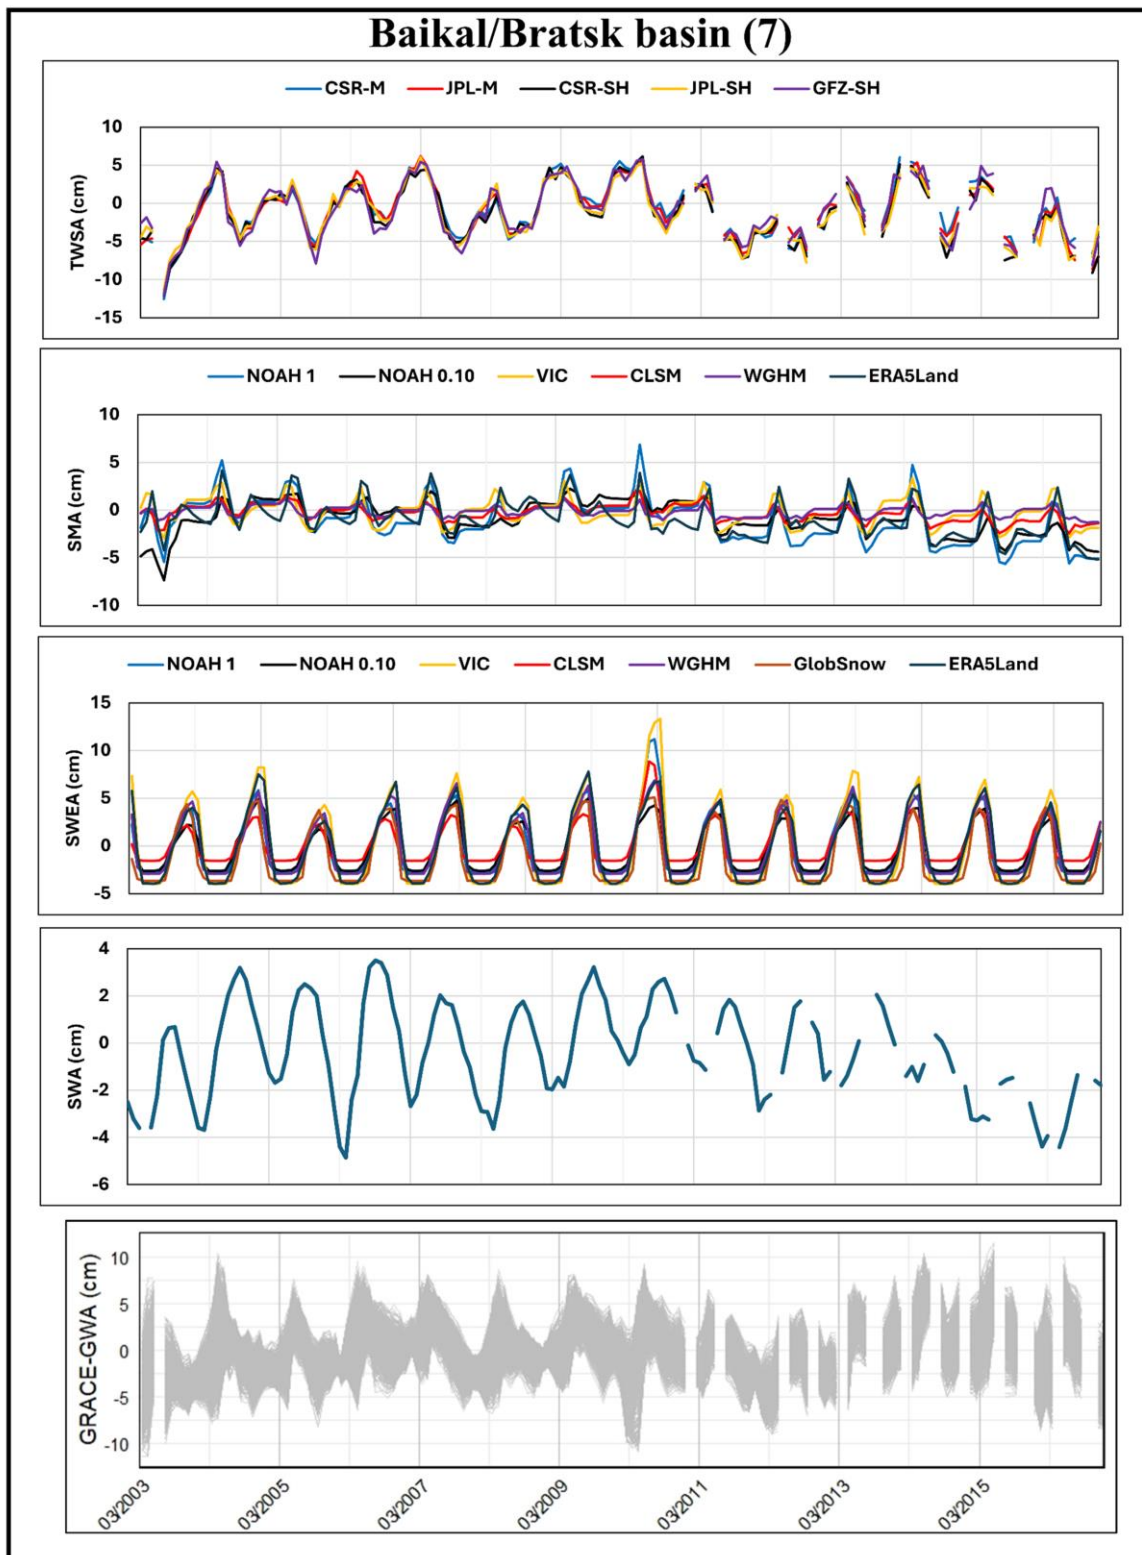 Baikal/Bratsk basin (7)
CSR-M JPL-M CSR-SH JPL-SH GFZ-SH
TWSA (cm)
10
5
0
-5
-10
-15
NOAH 1 NOAH 0.10 VIC CLSM WGHM ERA5Land
SMA (cm)
10
5
0
-5
-10
NOAH 1 NOAH 0.10 VIC CLSM WGHM GlobSnow ERA5Land
SWEA (cm)
15
10
5
0
-5
SWA (cm)
4
2
0
-2
-4
-6
GRACE-GWA (cm)
10
5
0
-5
-10
03/2003 03/2005 03/2007 03/2009 03/2011 03/2013 03/2015